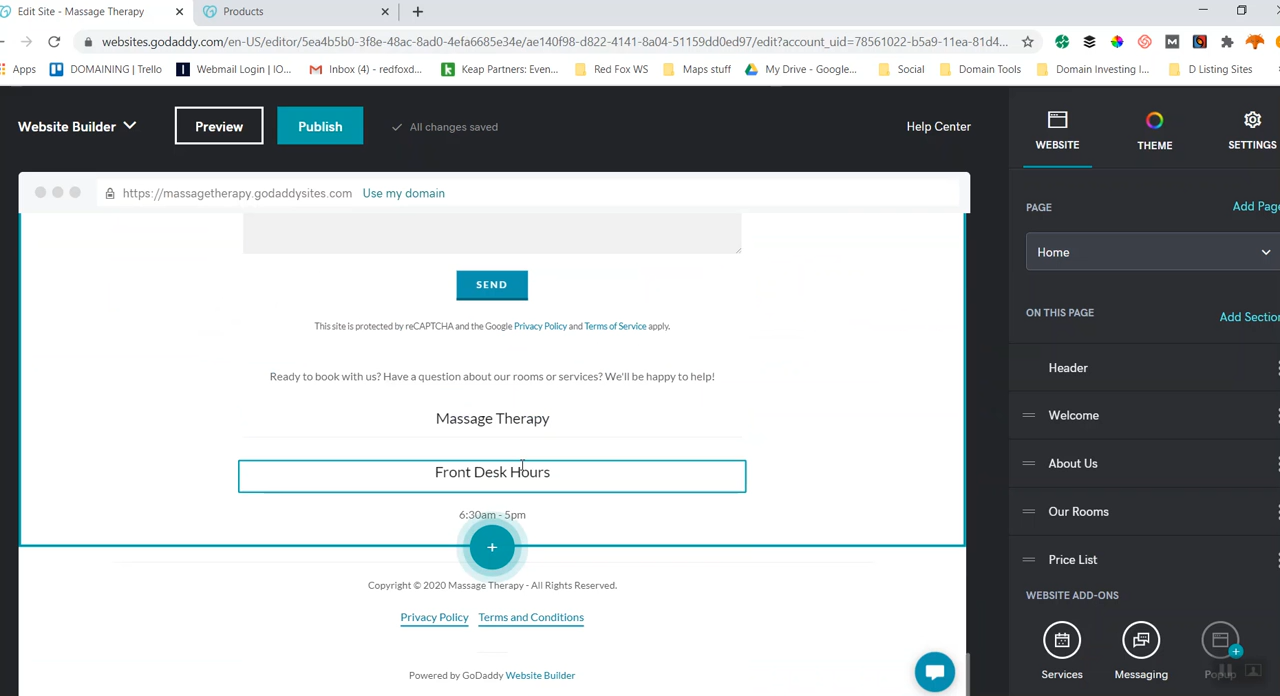 Edit Site - Massage Therapy
Products
websites.godaddy.com/en-US/editor/5ea4b5b0-3f8e-48ac-8ad0-4efa6685e34e/ae140f98-d822-4141-8a04-51159dd0ed97/edit?account_uid=78561022-b5a9-11ea-81d4...
Apps
DOMAINING | Trello
Webmail Login | IO...
Inbox (4) - redfoxd...
Keap Partners: Even...
Red Fox WS
Maps stuff
My Drive - Google...
Social
Domain Tools
Domain Investing I...
D Listing Sites
Website Builder
Preview
Publish
All changes saved
Help Center
WEBSITE
THEME
SETTINGS
https://massagetherapy.godaddysites.com
Use my domain
PAGE
Add Page
Home
ON THIS PAGE
Add Section
SEND
This site is protected by reCAPTCHA and the Google Privacy Policy and Terms of Service apply.
Ready to book with us? Have a question about our rooms or services? We'll be happy to help!
Massage Therapy
Front Desk Hours
6:30am - 5pm
Copyright © 2020 Massage Therapy - All Rights Reserved.
Privacy Policy
Terms and Conditions
Powered by GoDaddy Website Builder
Header
Welcome
About Us
Our Rooms
Price List
WEBSITE ADD-ONS
Services
Messaging
Popup